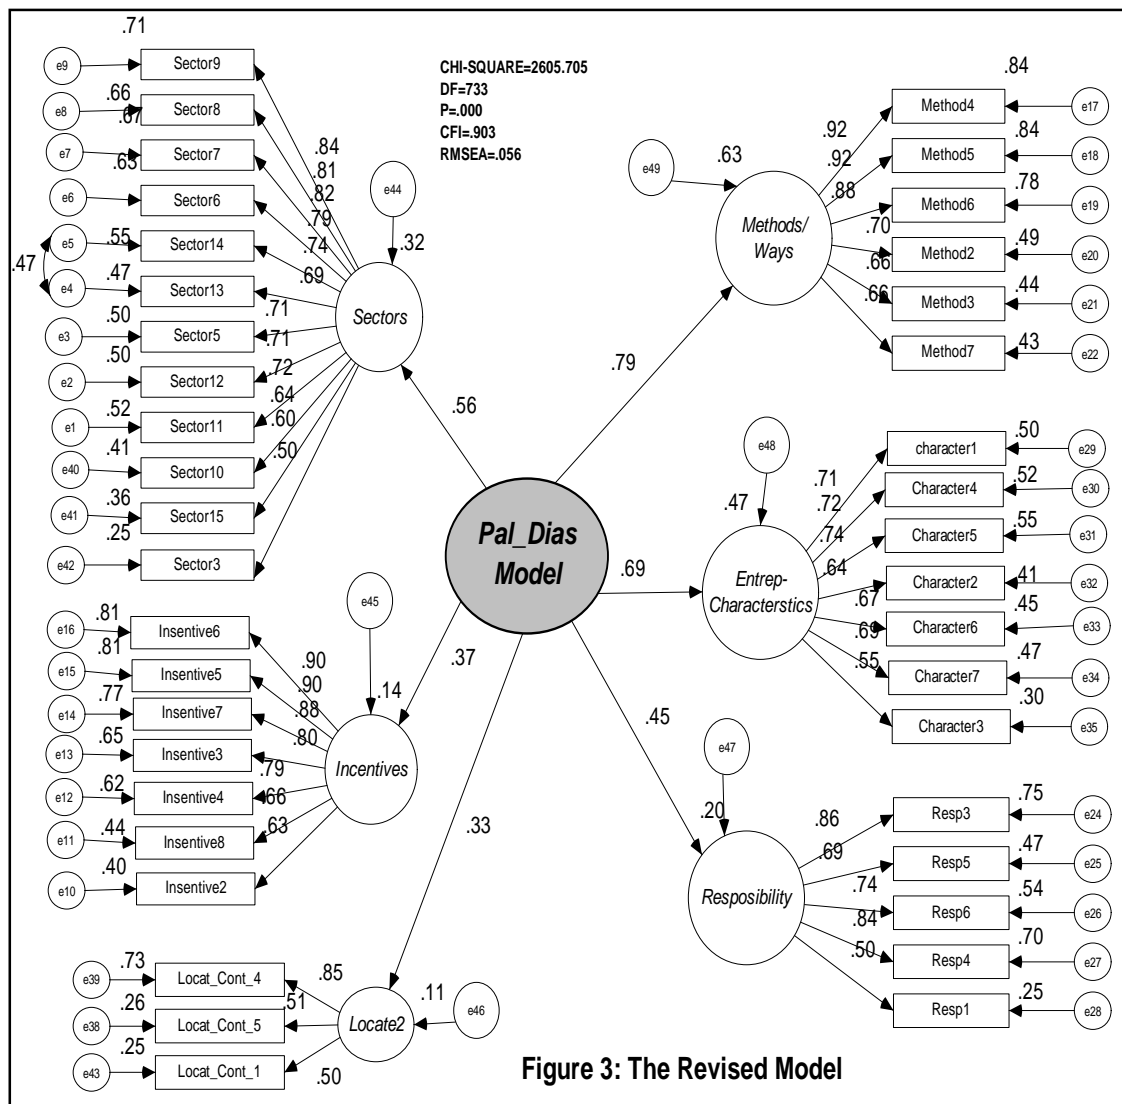 .71
e9
Sector9
.66
e8
Sector8
.67
e7
Sector7
.63
e6
Sector6
.47
e5
.55
Sector14
e4
.47
Sector13
e3
.50
Sector5
e2
.50
Sector12
e1
.52
Sector11
e40
.41
Sector10
e41
.36
Sector15
e42
.25
Sector3
.84
.81
.82
.79
.74
.69
.71
.71
.72
.64
.60
.50
e44
.32
Sectors
.56
CHI-SQUARE=2605.705
DF=733
P=.000
CFI=.903
RMSEA=.056
e49
.63
Methods/
Ways
.79
.92
.92
.88
.70
.66
.66
.84
Method4
e17
.84
Method5
e18
.78
Method6
e19
.49
Method2
e20
.44
Method3
e21
.43
Method7
e22
Pal_Dias
Model
e48
.47
.69
Entrep-
Characterstics
.71
.72
.74
.64
.67
.69
.55
.50
character1
e29
.52
Character4
e30
.55
Character5
e31
.41
Character2
e32
.45
Character6
e33
.47
Character7
e34
.30
Character3
e35
e16
.81
Insentive6
e15
.81
Insentive5
e14
.77
Insentive7
e13
.65
Insentive3
e12
.62
Insentive4
e11
.44
Insentive8
e10
.40
Insentive2
.90
.90
.88
.80
.79
.66
.63
e45
.14
Incentives
.37
.45
e47
.20
Resposibility
.86
.69
.74
.84
.50
.75
Resp3
e24
.47
Resp5
e25
.54
Resp6
e26
.70
Resp4
e27
.25
Resp1
e28
.33
e39
.73
Locat_Cont_4
e38
.26
Locat_Cont_5
e43
.25
Locat_Cont_1
.85
.51
.50
Locate2
.11
e46
Figure 3: The Revised Model